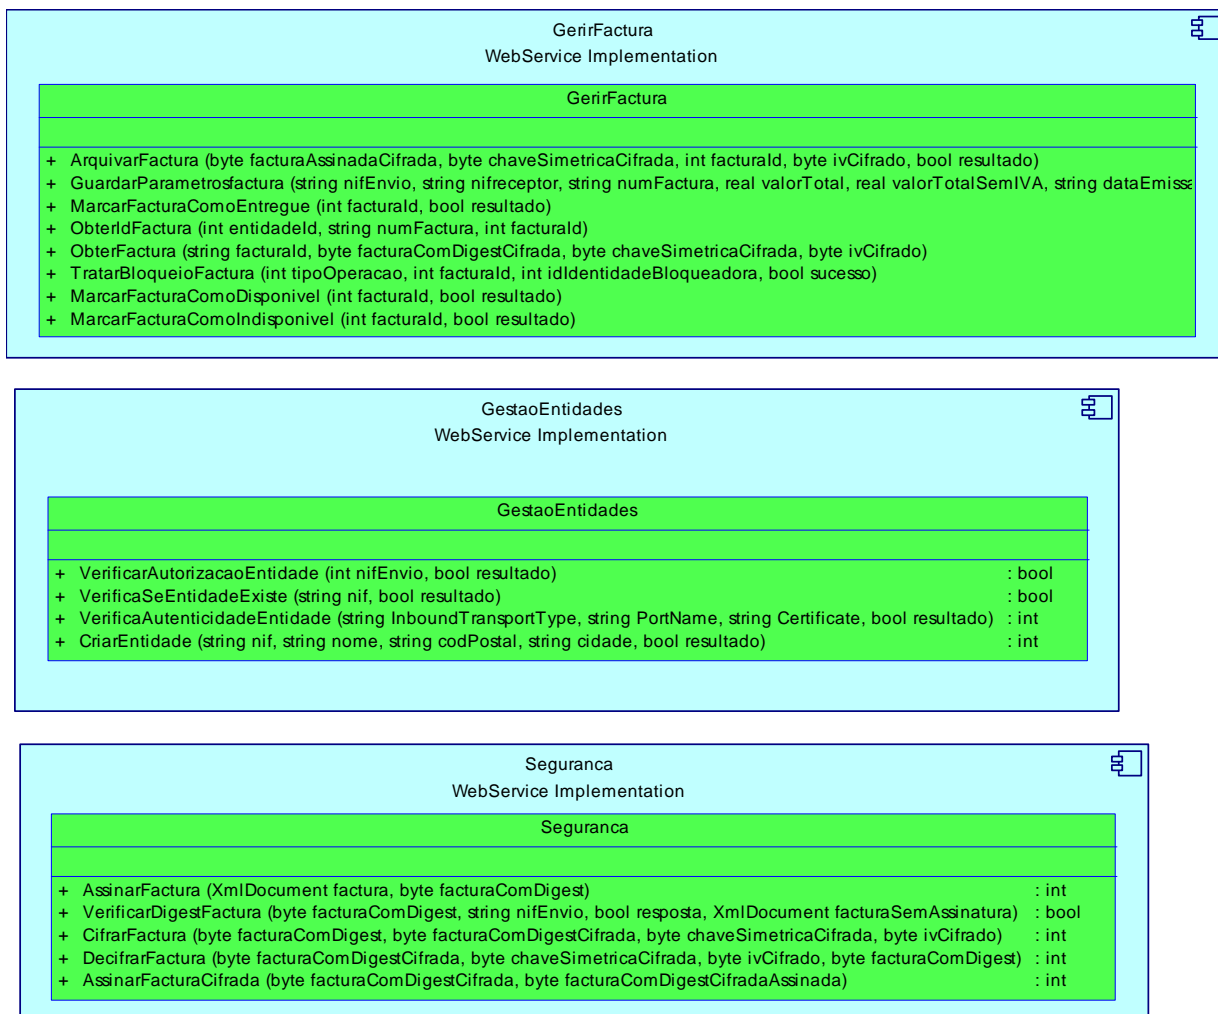 GerirFactura
WebService Implementation
GerirFactura
+ ArquivarFactura (byte facturaAssinadaCifrada, byte chaveSimetricaCifrada, int facturaId, byte ivCifrado, bool resultado)
+ GuardarParametrosfactura (string nifEnvio, string nifreceptor, string numFactura, real valorTotal, real valorTotalSemIVA, string dataEmissa
+ MarcarFacturaComoEntregue (int facturaId, bool resultado)
+ ObterIdFactura (int entidadeId, string numFactura, int facturaId)
+ ObterFactura (string facturaId, byte facturaComDigestCifrada, byte chaveSimetricaCifrada, byte ivCifrado)
+ TratarBloqueioFactura (int tipoOperacao, int facturaId, int idIdentidadeBloqueadora, bool sucesso)
+ MarcarFacturaComoDisponivel (int facturaId, bool resultado)
+ MarcarFacturaComoIndisponivel (int facturaId, bool resultado)
GestaoEntidades
WebService Implementation
GestaoEntidades
+ VerificarAutorizacaoEntidade (int nifEnvio, bool resultado) : bool
+ VerificaSeEntidadeExiste (string nif, bool resultado) : bool
+ VerificaAutenticidadeEntidade (string InboundTransportType, string PortName, string Certificate, bool resultado) : int
+ CriarEntidade (string nif, string nome, string codPostal, string cidade, bool resultado) : int
Seguranca
WebService Implementation
Seguranca
+ AssinarFactura (XmlDocument factura, byte facturaComDigest) : int
+ VerificarDigestFactura (byte facturaComDigest, string nifEnvio, bool resposta, XmlDocument facturaSemAssinatura) : bool
+ CifrarFactura (byte facturaComDigest, byte facturaComDigestCifrada, byte chaveSimetricaCifrada, byte ivCifrado) : int
+ DecifrarFactura (byte facturaComDigestCifrada, byte chaveSimetricaCifrada, byte ivCifrado, byte facturaComDigest) : int
+ AssinarFacturaCifrada (byte facturaComDigestCifrada, byte facturaComDigestCifradaAssinada) : int